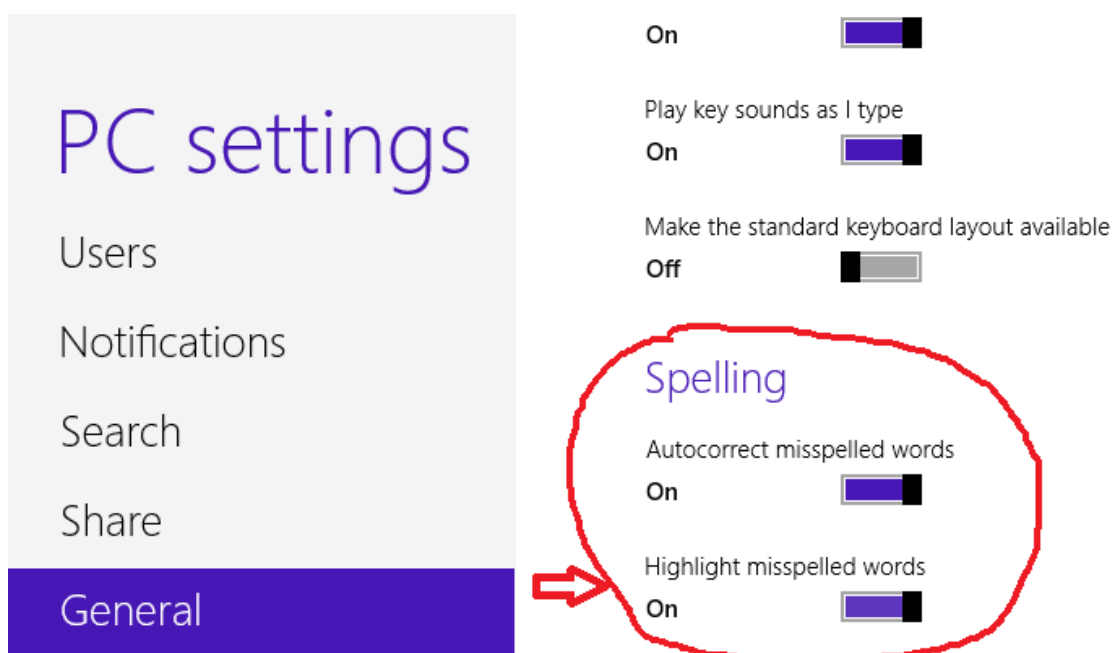 PC settings
Users
Notifications
Search
Share
General
On
Play key sounds as I type
On
Make the standard keyboard layout available
Off
Spelling
Autocorrect misspelled words
On
Highlight misspelled words
On